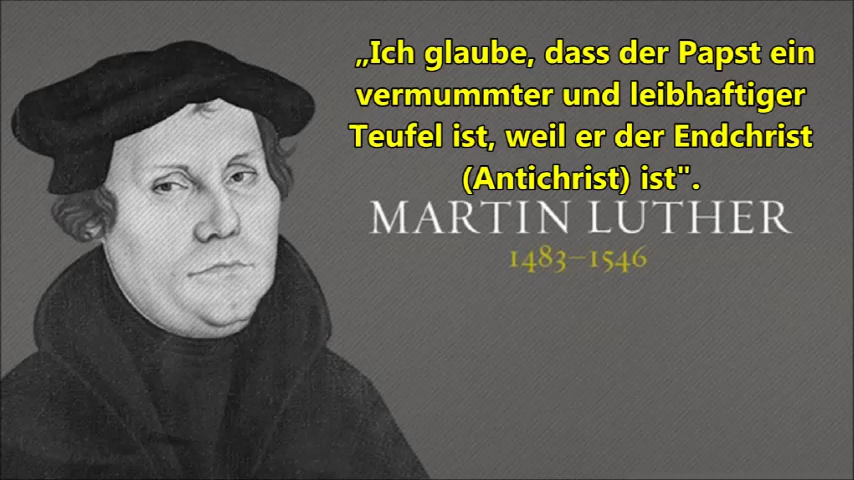 „Ich glaube, dass der Papst ein
vermummter und leibhaftiger
Teufel ist, weil er der Endchrist
(Antichrist) ist".
MARTIN LUTHER
1483–1546